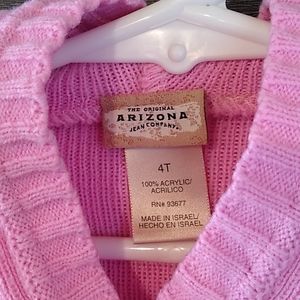 THE ORIGINAL
ARIZONA
JEAN COMPANY
4T
100% ACRYLIC/
ACRILICO
RN# 93677
MADE IN ISRAEL/
HECHO EN ISRAEL